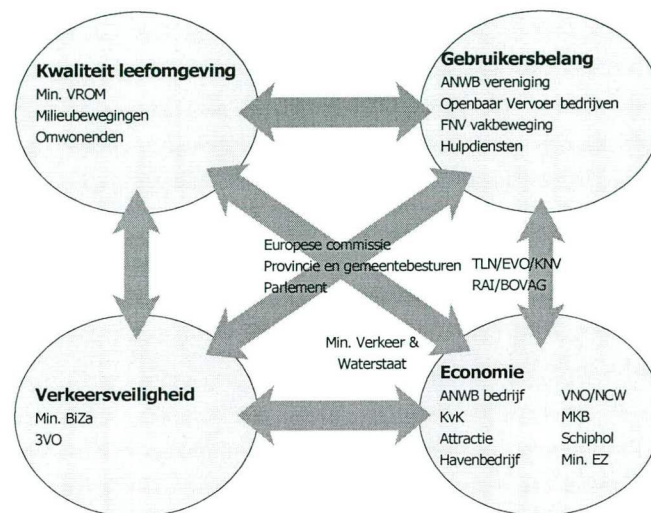 Kwaliteit leefomgeving
Min. VROM
Milieubewegingen
Omwonenden
Gebruikersbelang
ANWB vereniging
Openbaar Vervoer bedrijven
FNV vakbeweging
Hulpdiensten
Europese commissie
Provincie en gemeentebesturen
Parlement
TLN/EVO/KNV
RAI/BOVAG
Min. Verkeer &
Waterstaat
Verkeersveiligheid
Min. BiZa
3VO
Economie
ANWB bedrijf VNO/NCW
KvK MKB
Attractie Schiphol
Havenbedrijf Min. EZ